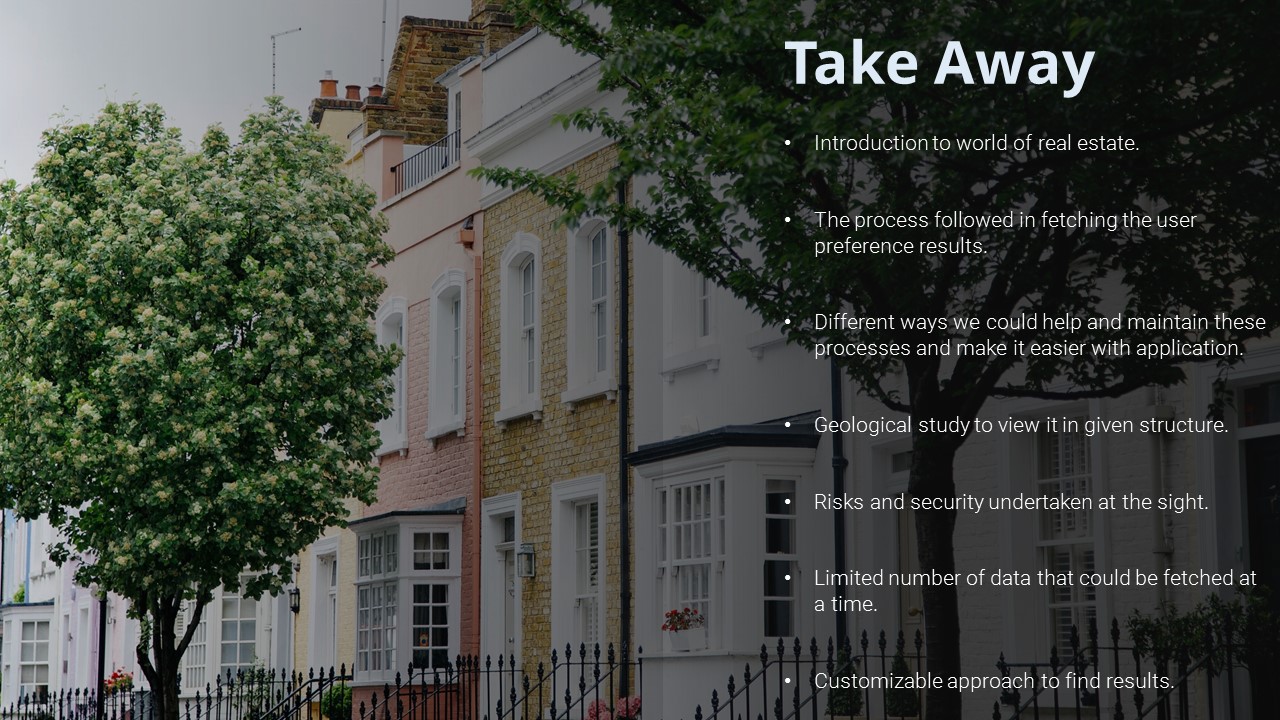 Take Away
• Introduction to world of real estate.
• The process followed in fetching the user
preference results.
• Different ways we could help and maintain these
processes and make it easier with application.
• Geological study to view it in given structure.
• Risks and security undertaken at the sight.
• Limited number of data that could be fetched at
a time.
• Customizable approach to find results.